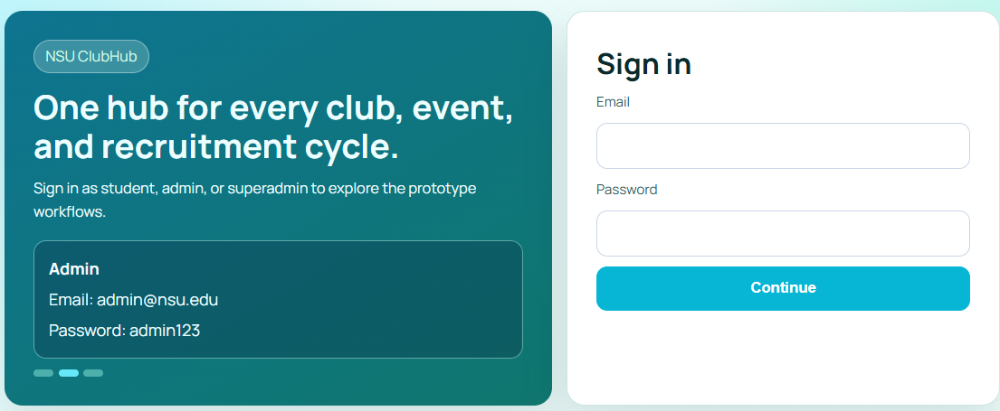 NSU ClubHub
One hub for every club, event,
and recruitment cycle.
Sign in as student, admin, or superadmin to explore the prototype
workflows.
Admin
Email: admin@nsu.edu
Password: admin123
Sign in
Email
Password
Continue